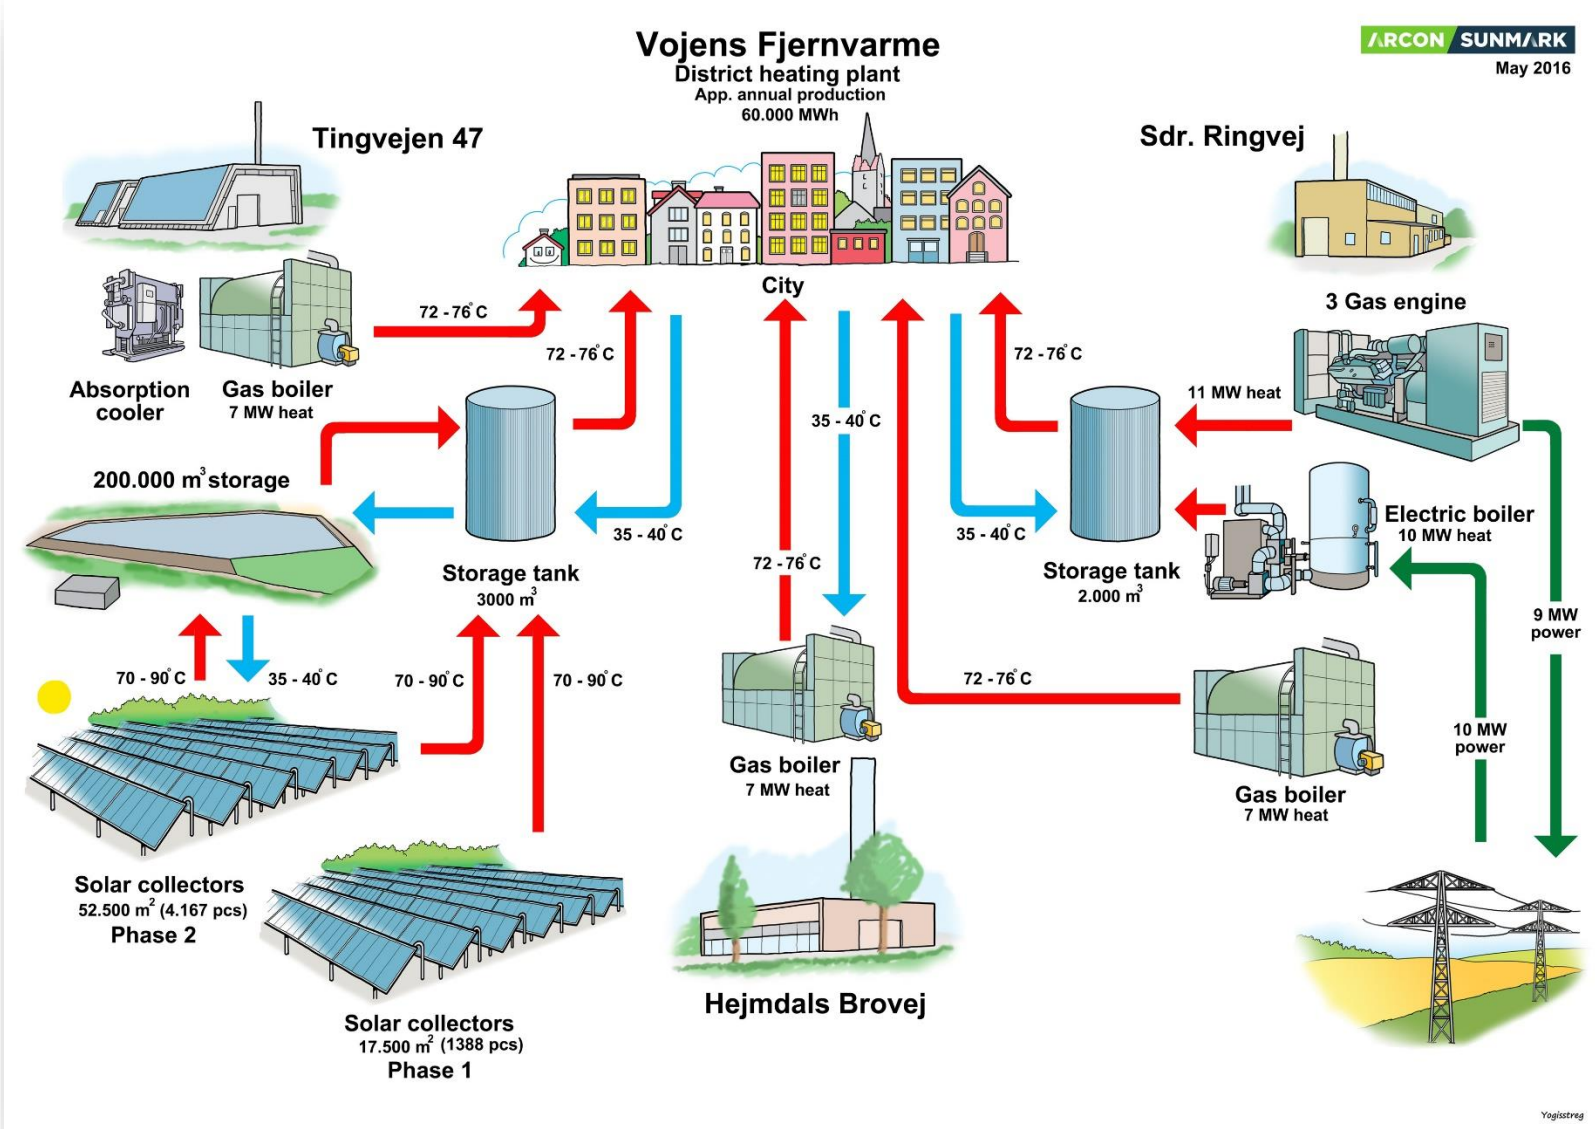 Vojens Fjernvarme
District heating plant
App. annual production
60.000 MWh
ARCON SUNMARK
May 2016
Tingvejen 47
Sdr. Ringvej
City
3 Gas engine
72 - 76°C
72 - 76°C
72 - 76°C
Absorption
cooler
Gas boiler
7 MW heat
11 MW heat
35 - 40°C
200.000 m³ storage
35 - 40°C
35 - 40°C
Electric boiler
10 MW heat
Storage tank
3000 m³
72 - 76°C
Storage tank
2.000 m³
9 MW
power
70 - 90°C
35 - 40°C
70 - 90°C
70 - 90°C
72 - 76°C
10 MW
power
Gas boiler
7 MW heat
Gas boiler
7 MW heat
Solar collectors
52.500 m² (4.167 pcs)
Phase 2
Hejmdals Brovej
Solar collectors
17.500 m² (1388 pcs)
Phase 1
Yogisstreg